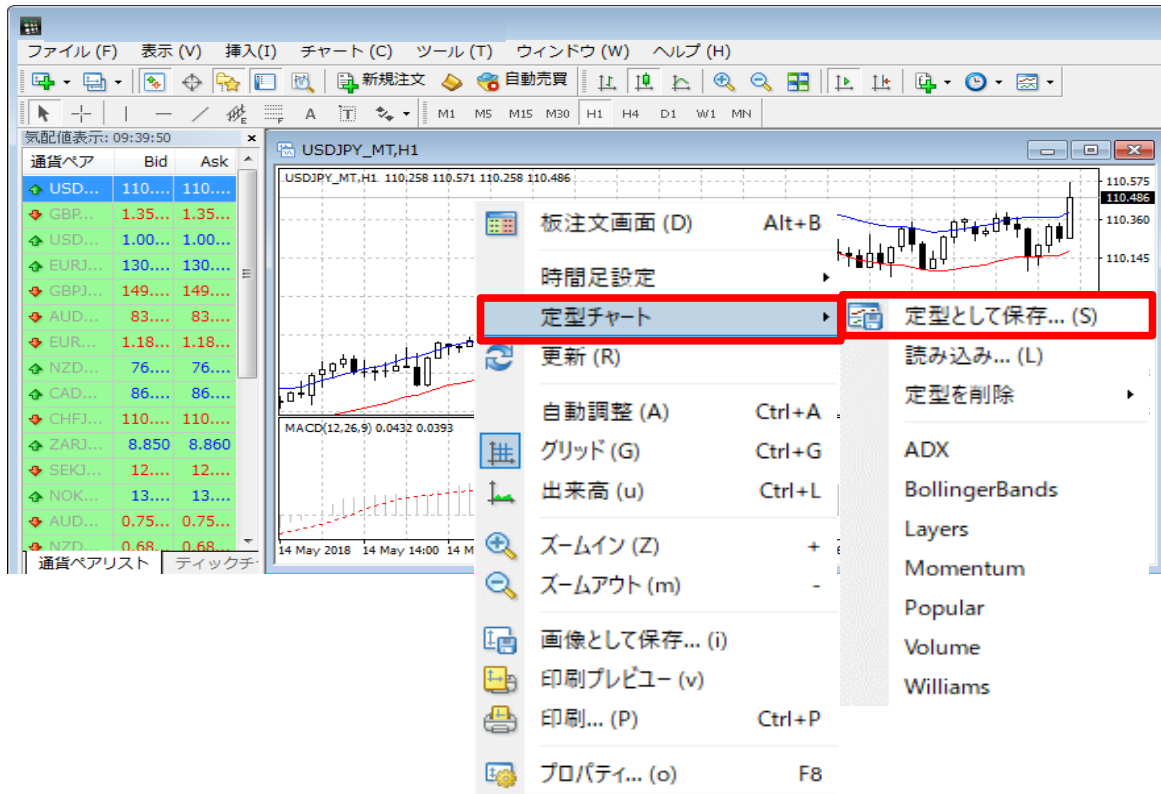 ファイル (F) 表示 (V) 挿入(I) チャート (C) ツール (T) ウィンドウ (W) ヘルプ (H)
新規注文 自動売買
A T M1 M5 M15 M30 H1 H4 D1 W1 MN
気配値表示: 09:39:50
通貨ペア Bid Ask
USD... 110.... 110....
GBP... 1.35... 1.35...
USD... 1.00... 1.00...
EURJ... 130.... 130....
GBPJ... 149.... 149....
AUD... 83.... 83....
EUR... 1.18... 1.18...
NZD... 76.... 76....
CAD... 86.... 86....
CHFJ... 110.... 110....
ZARJ... 8.850 8.860
SEKJ... 12.... 12....
NOK... 13.... 13....
AUD... 0.75... 0.75...
NZD... 0.68... 0.68...
通貨ペアリスト ティックチ
USDJPY_MT,H1
USDJPY_MT,H1 110.258 110.571 110.258 110.486
110.575
110.486
110.360
110.145
MACD(12,26,9) 0.0432 0.0393
14 May 2018 14 May 14:00 14 M
板注文画面 (D) Alt+B
時間足設定
定型チャート
更新 (R)
自動調整 (A) Ctrl+A
グリッド (G) Ctrl+G
出来高 (u) Ctrl+L
ズームイン (Z) +
ズームアウト (m) -
画像として保存... (i)
印刷プレビュー (v)
印刷... (P) Ctrl+P
プロパティ... (o) F8
定型として保存... (S)
読み込み... (L)
定型を削除
ADX
BollingerBands
Layers
Momentum
Popular
Volume
Williams